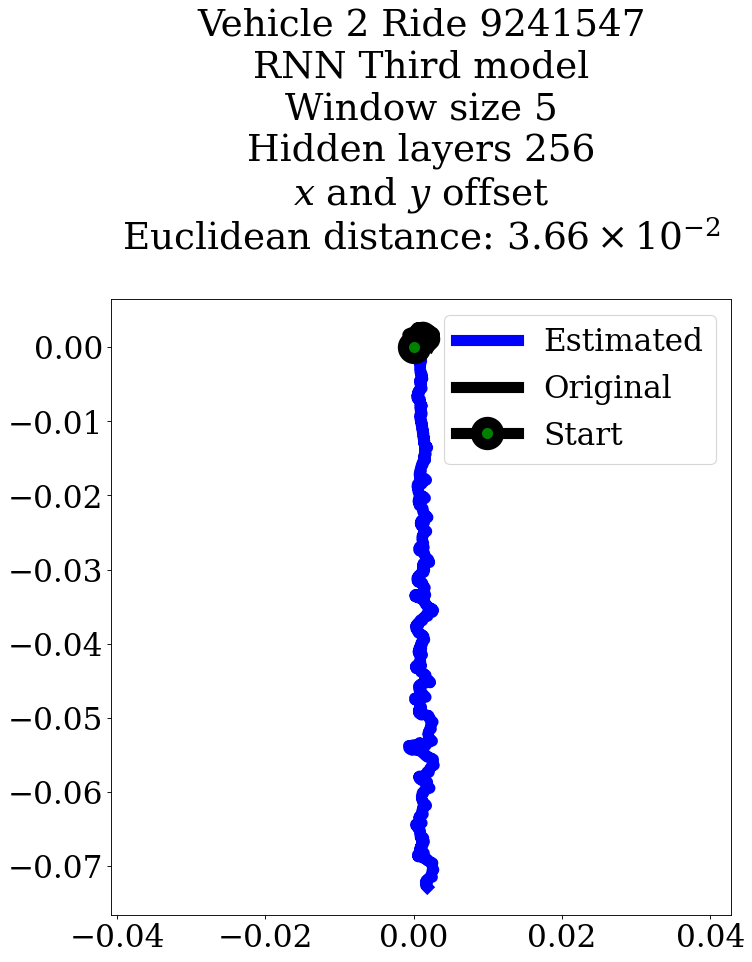 Vehicle 2 Ride 9241547
RNN Third model
Window size 5
Hidden layers 256
x and y offset
Euclidean distance: 3.66 × 10⁻²
Estimated
Original
Start
0.00
−0.01
−0.02
−0.03
−0.04
−0.05
−0.06
−0.07
−0.04 −0.02 0.00 0.02 0.04